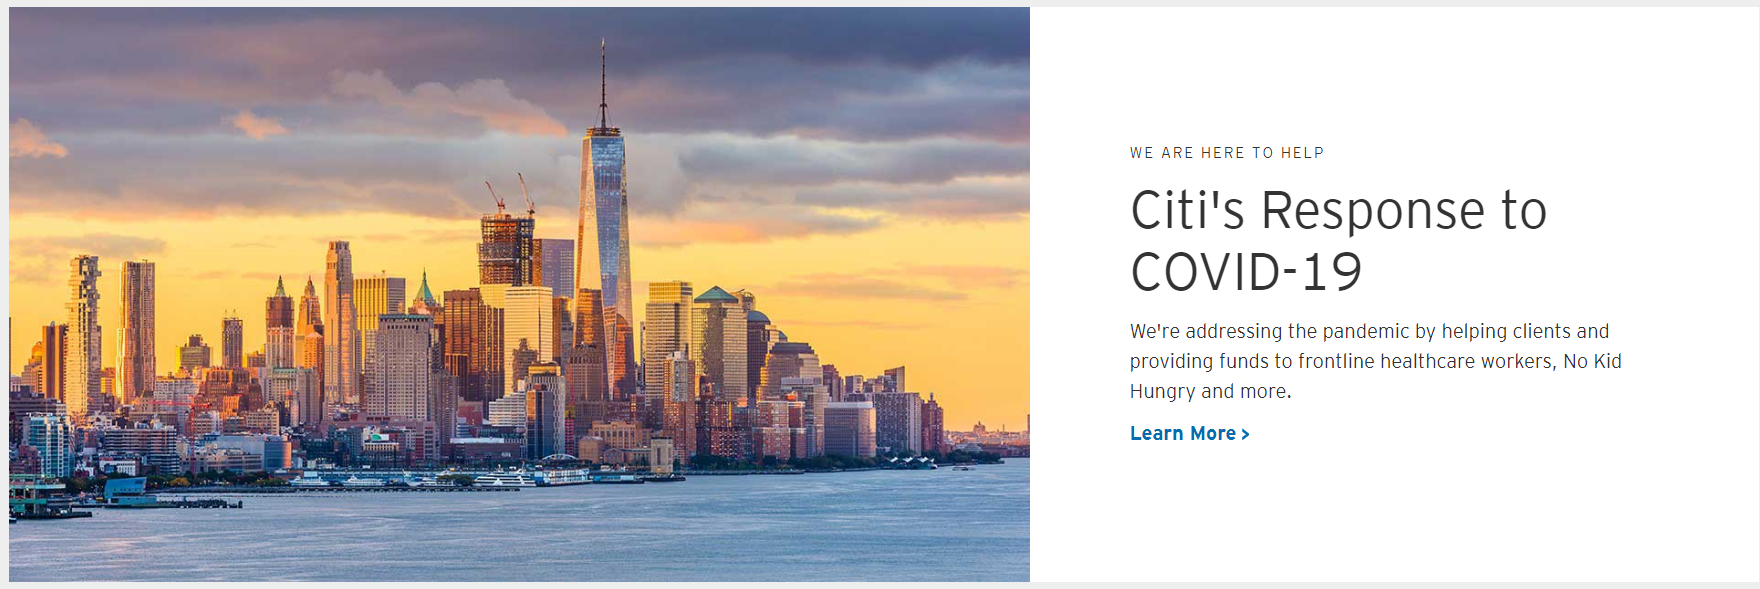 WE ARE HERE TO HELP
Citi's Response to
COVID-19
We're addressing the pandemic by helping clients and
providing funds to frontline healthcare workers, No Kid
Hungry and more.
Learn More >